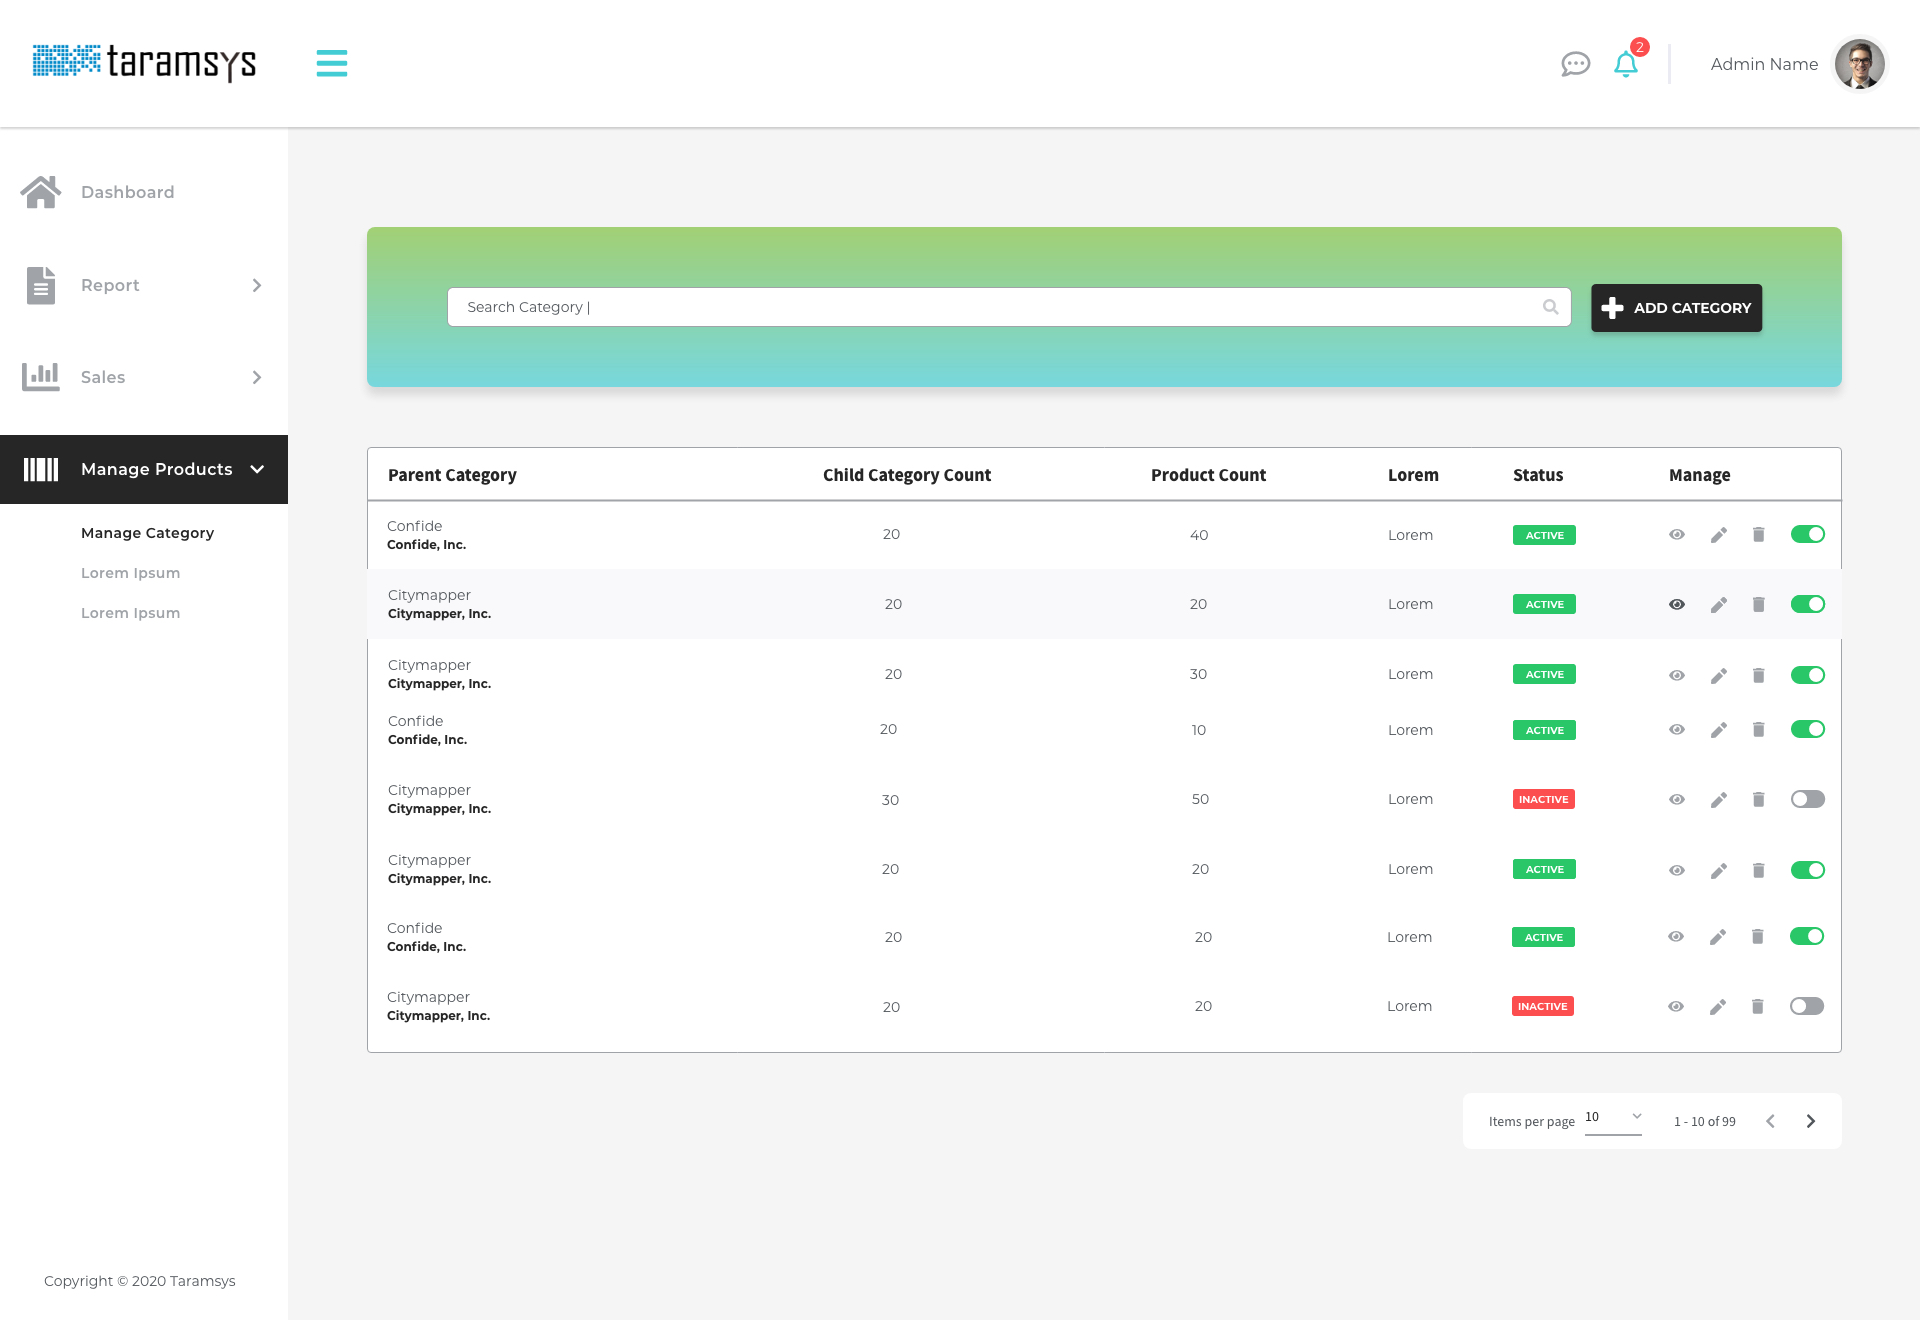 taramsys
2
Admin Name
Dashboard
Report
Sales
Manage Products
Manage Category
Lorem Ipsum
Lorem Ipsum
Copyright © 2020 Taramsys
Search Category |
ADD CATEGORY
Parent Category Child Category Count Product Count Lorem Status Manage
Confide
Confide, Inc.
20 40 Lorem ACTIVE
Citymapper
Citymapper, Inc.
20 20 Lorem ACTIVE
Citymapper
Citymapper, Inc.
20 30 Lorem ACTIVE
Confide
Confide, Inc.
20 10 Lorem ACTIVE
Citymapper
Citymapper, Inc.
30 50 Lorem INACTIVE
Citymapper
Citymapper, Inc.
20 20 Lorem ACTIVE
Confide
Confide, Inc.
20 20 Lorem ACTIVE
Citymapper
Citymapper, Inc.
20 20 Lorem INACTIVE
Items per page 10 1 - 10 of 99